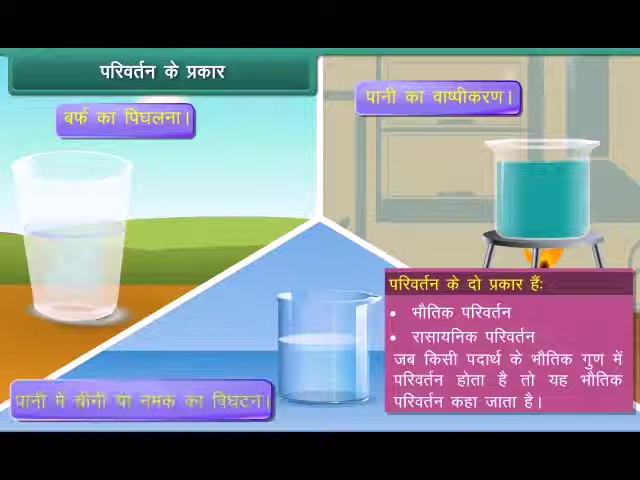 परिवर्तन के प्रकार
बर्फ का पिघलना।
पानी का वाष्पीकरण।
परिवर्तन के दो प्रकार हैं:
• भौतिक परिवर्तन
• रासायनिक परिवर्तन
जब किसी पदार्थ के भौतिक गुण में
परिवर्तन होता है तो यह भौतिक
परिवर्तन कहा जाता है।
पानी में चीनी या नमक का विघटन।